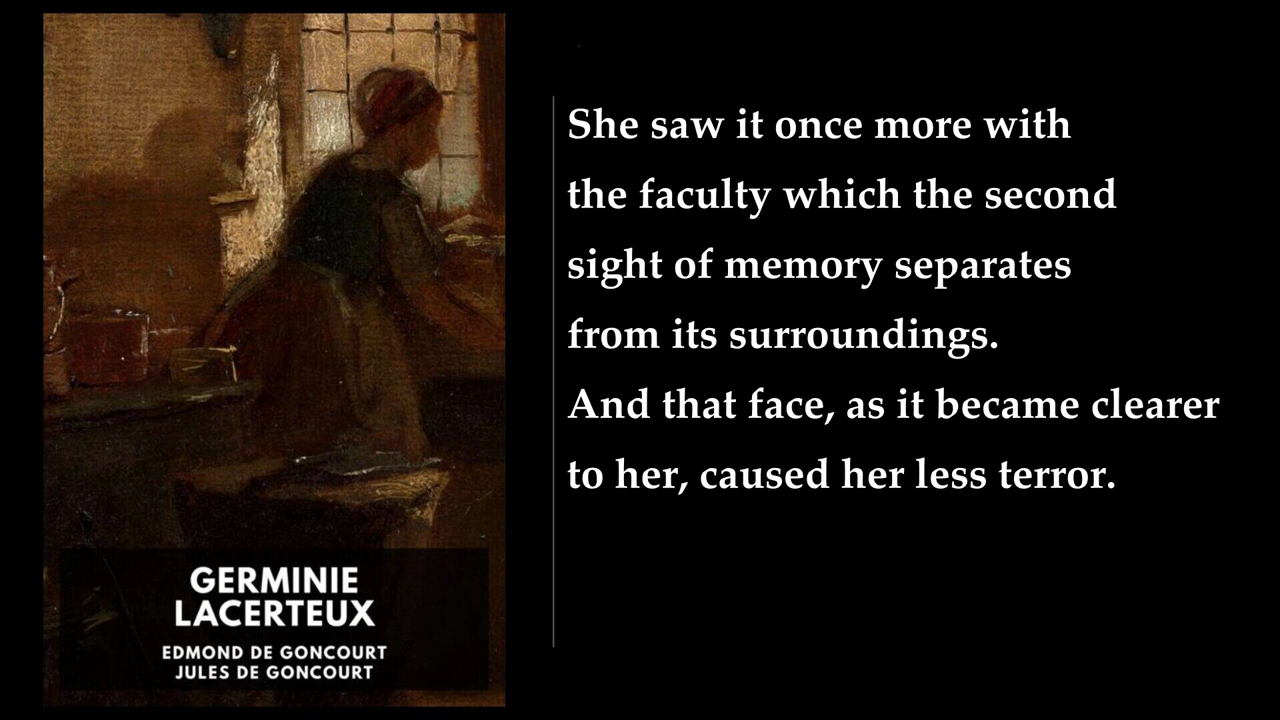 She saw it once more with
the faculty which the second
sight of memory separates
from its surroundings.
And that face, as it became clearer
to her, caused her less terror.
GERMINIE
LACERTEUX
EDMOND DE GONCOURT
JULES DE GONCOURT